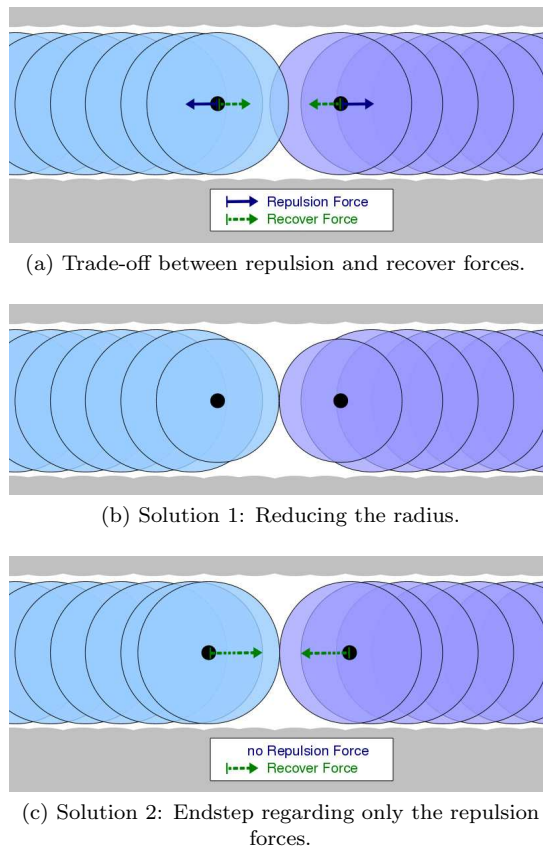 Repulsion Force
Recover Force
(a) Trade-off between repulsion and recover forces.
(b) Solution 1: Reducing the radius.
no Repulsion Force
Recover Force
(c) Solution 2: Endstep regarding only the repulsion
forces.